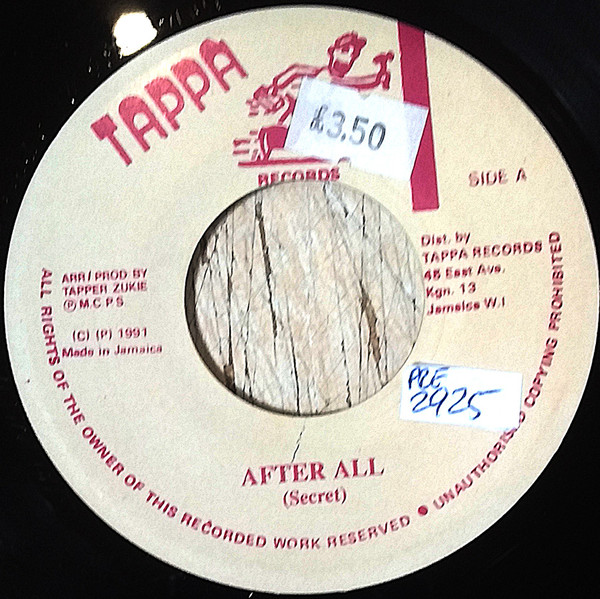 TAPPA
RECORDS
£3.50
SIDE A
ARR/PROD BY
TAPPER ZUKIE
Ⓟ M.C.P.S
(C) (P) 1991
Made in Jamaica
Dist. by
TAPPA RECORDS
45 East Ave.
Kgn. 13
Jamaica W.I
PRE
2925
AFTER ALL
(Secret)
ALL RIGHTS OF THE OWNER OF THIS RECORDED WORK RESERVED ● UNAUTHORISED COPYING PROHIBITED